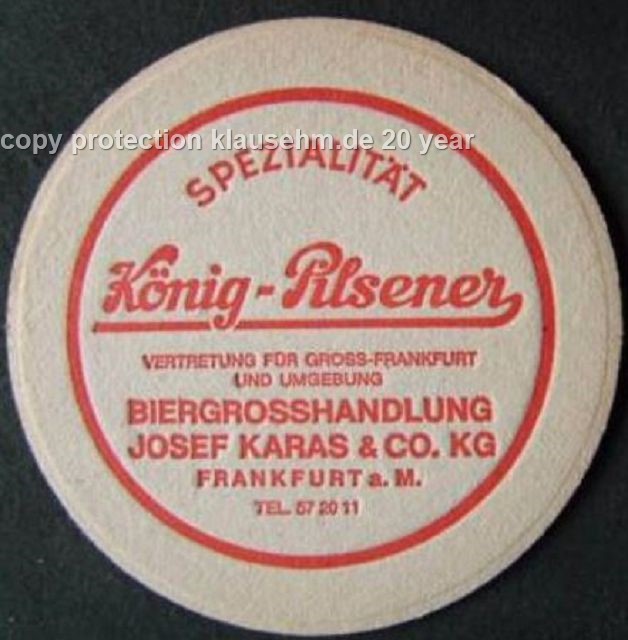 copy protection klausehm.de 20 year
SPEZIALITÄT
König-Pilsener
VERTRETUNG FÜR GROSS-FRANKFURT
UND UMGEBUNG
BIERGROSSHANDLUNG
JOSEF KARAS & CO. KG
FRANKFURT a. M.
TEL. 57 20 11